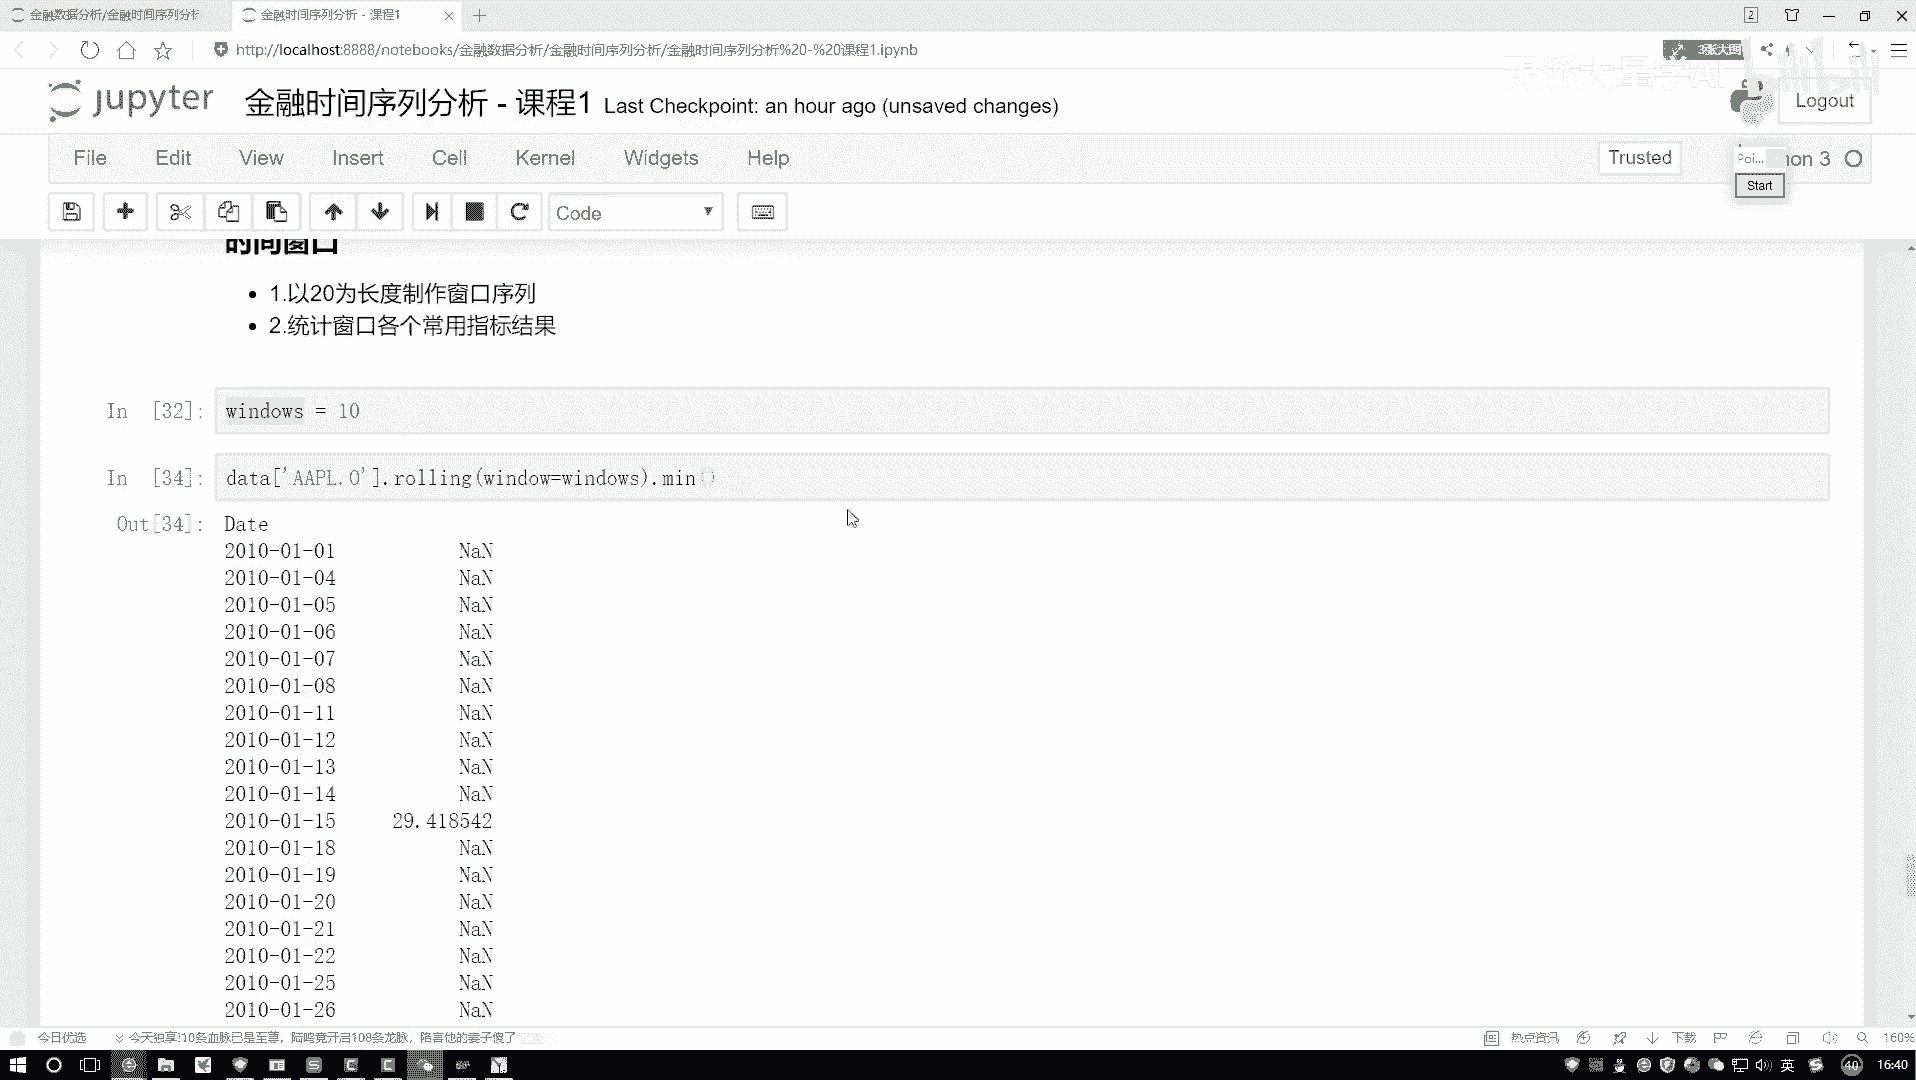 金融数据分析/金融时间序列分析
金融时间序列分析 - 课程1
2
http://localhost:8888/notebooks/金融数据分析/金融时间序列分析/金融时间序列分析%20-%20课程1.ipynb
3张大图
jupyter 金融时间序列分析 - 课程1 Last Checkpoint: an hour ago (unsaved changes)
Logout
File Edit View Insert Cell Kernel Widgets Help
Trusted
Poi...
hon 3
Start
Code
时间窗口
1.以20为长度制作窗口序列
2.统计窗口各个常用指标结果
In [32]: windows = 10
In [34]: data['AAPL.O'].rolling(window=windows).min()
Out[34]: Date
2010-01-01 NaN
2010-01-04 NaN
2010-01-05 NaN
2010-01-06 NaN
2010-01-07 NaN
2010-01-08 NaN
2010-01-11 NaN
2010-01-12 NaN
2010-01-13 NaN
2010-01-14 NaN
2010-01-15 29.418542
2010-01-18 NaN
2010-01-19 NaN
2010-01-20 NaN
2010-01-21 NaN
2010-01-22 NaN
2010-01-25 NaN
2010-01-26 NaN
今日优选
今天独享!10条血脉已是至尊，陆鸣竟开启108条龙脉，陪言他的妻子傻了
热点资讯
下载
160%
英
40
16:40